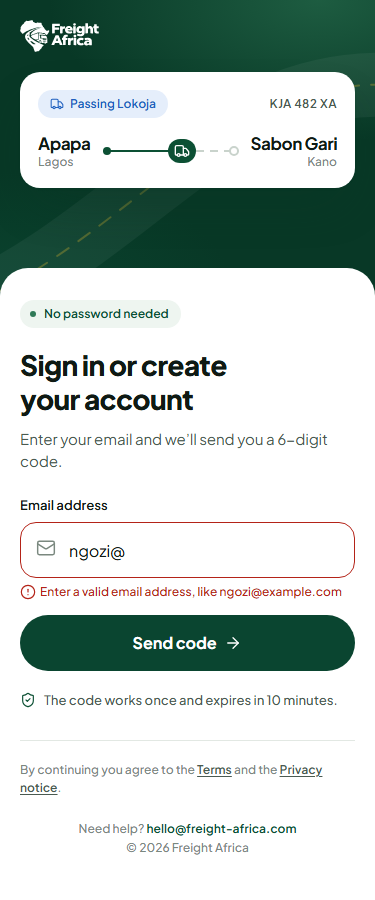 Freight
Africa
Passing Lokoja
KJA 482 XA
Apapa
Sabon Gari
Lagos
Kano
No password needed
Sign in or create
your account
Enter your email and we'll send you a 6-digit
code.
Email address
ngozi@
Enter a valid email address, like ngozi@example.com
Send code
The code works once and expires in 10 minutes.
By continuing you agree to the Terms and the Privacy
notice.
Need help? hello@freight-africa.com
© 2026 Freight Africa